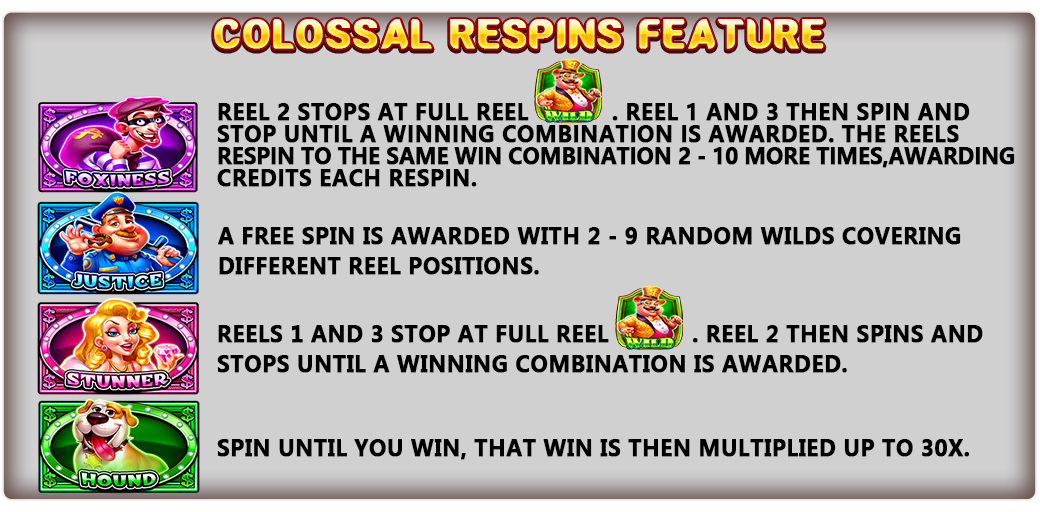 COLOSSAL RESPINS FEATURE
FOXINESS
REEL 2 STOPS AT FULL REEL WILD . REEL 1 AND 3 THEN SPIN AND
STOP UNTIL A WINNING COMBINATION IS AWARDED. THE REELS
RESPIN TO THE SAME WIN COMBINATION 2 - 10 MORE TIMES,AWARDING
CREDITS EACH RESPIN.
JUSTICE
A FREE SPIN IS AWARDED WITH 2 - 9 RANDOM WILDS COVERING
DIFFERENT REEL POSITIONS.
STUNNER
REELS 1 AND 3 STOP AT FULL REEL WILD . REEL 2 THEN SPINS AND
STOPS UNTIL A WINNING COMBINATION IS AWARDED.
HOUND
SPIN UNTIL YOU WIN, THAT WIN IS THEN MULTIPLIED UP TO 30X.